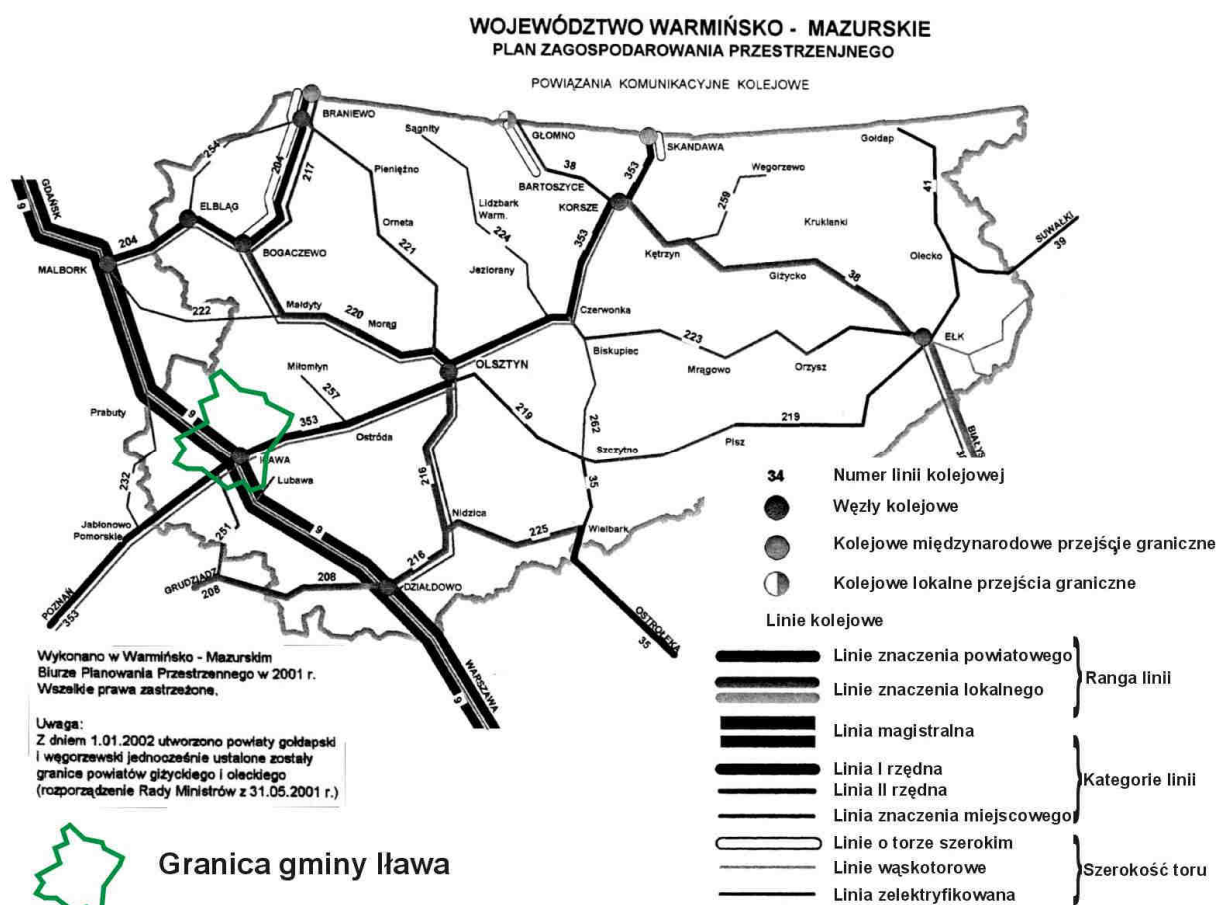 WOJEWÓDZTWO WARMIŃSKO - MAZURSKIE
PLAN ZAGOSPODAROWANIA PRZESTRZENJNEGO
POWIĄZANIA KOMUNIKACYJNE KOLEJOWE
BRANIEWO
Sągnity
GŁOMNO
SKANDAWA
Gołdap
254
204
217
Pieniężno
38
353
BARTOSZYCE
KORSZE
Węgorzewo
259
41
GDAŃSK
9
ELBLĄG
Lidzbark
Warm.
224
Orneta
221
353
Kruklanki
SUWAŁKI
39
204
BOGACZEWO
MALBORK
Jeziorany
Kętrzyn
Giżycko
38
Olecko
222
Małdyty
220
Morąg
Czerwonka
223
EŁK
Biskupiec
Mrągowo
Orzysz
Miłomłyn
257
OLSZTYN
Prabuty
9
353
Ostróda
219
262
219
Pisz
BIAŁYS
IŁAWA
Szczytno
232
Lubawa
216
35
Jabłonowo
Pomorskie
251
9
Nidzica
225
Wielbark
216
GRUDZIĄDZ
208
208
DZIAŁDOWO
POZNAŃ
353
OSTROŁĘKA
35
WARSZAWA
9
34 Numer linii kolejowej
Węzły kolejowe
Kolejowe międzynarodowe przejście graniczne
Kolejowe lokalne przejścia graniczne
Linie kolejowe
Linie znaczenia powiatowego
Linie znaczenia lokalnego
Ranga linii
Linia magistralna
Linia I rzędna
Linia II rzędna
Linia znaczenia miejscowego
Kategorie linii
Linie o torze szerokim
Linie wąskotorowe
Linia zelektryfikowana
Szerokość toru
Wykonano w Warmińsko - Mazurskim
Biurze Planowania Przestrzennego w 2001 r.
Wszelkie prawa zastrzeżone.
Uwaga:
Z dniem 1.01.2002 utworzono powiaty gołdapski
i węgorzewski jednocześnie ustalone zostały
granice powiatów giżyckiego i oleckiego
(rozporządzenie Rady Ministrów z 31.05.2001 r.)
Granica gminy Iława